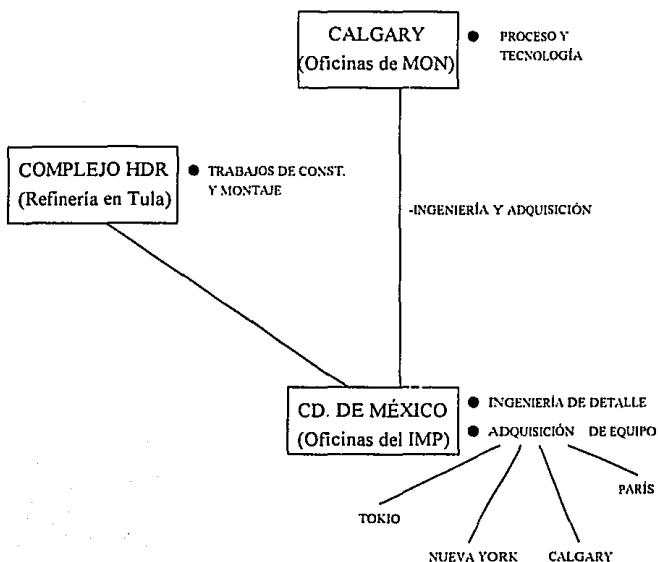 CALGARY
(Oficinas de MON)
● PROCESO Y
TECNOLOGÍA
COMPLEJO HDR
(Refinería en Tula)
● TRABAJOS DE CONST.
Y MONTAJE
-INGENIERÍA Y ADQUISICIÓN
CD. DE MÉXICO
(Oficinas del IMP)
● INGENIERÍA DE DETALLE
● ADQUISICIÓN DE EQUIPO
TOKIO
NUEVA YORK
CALGARY
PARÍS